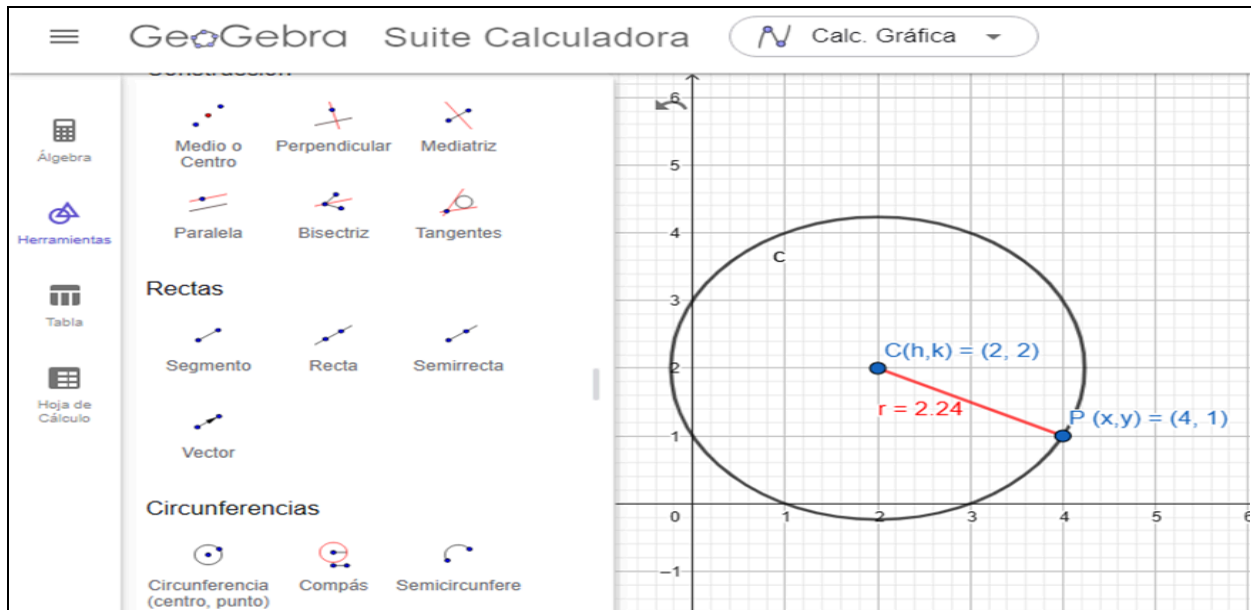 GeoGebra Suite Calculadora
Calc. Gráfica
Álgebra
Herramientas
Tabla
Hoja de
Cálculo
Construcción
Medio o
Centro
Perpendicular
Mediatriz
Paralela
Bisectriz
Tangentes
Rectas
Segmento
Recta
Semirrecta
Vector
Circunferencias
Circunferencia
(centro, punto)
Compás
Semicircunfere
6
5
4
3
2
1
0
1
2
3
4
5
6
–1
c
C(h,k) = (2, 2)
r = 2.24
P (x,y) = (4, 1)